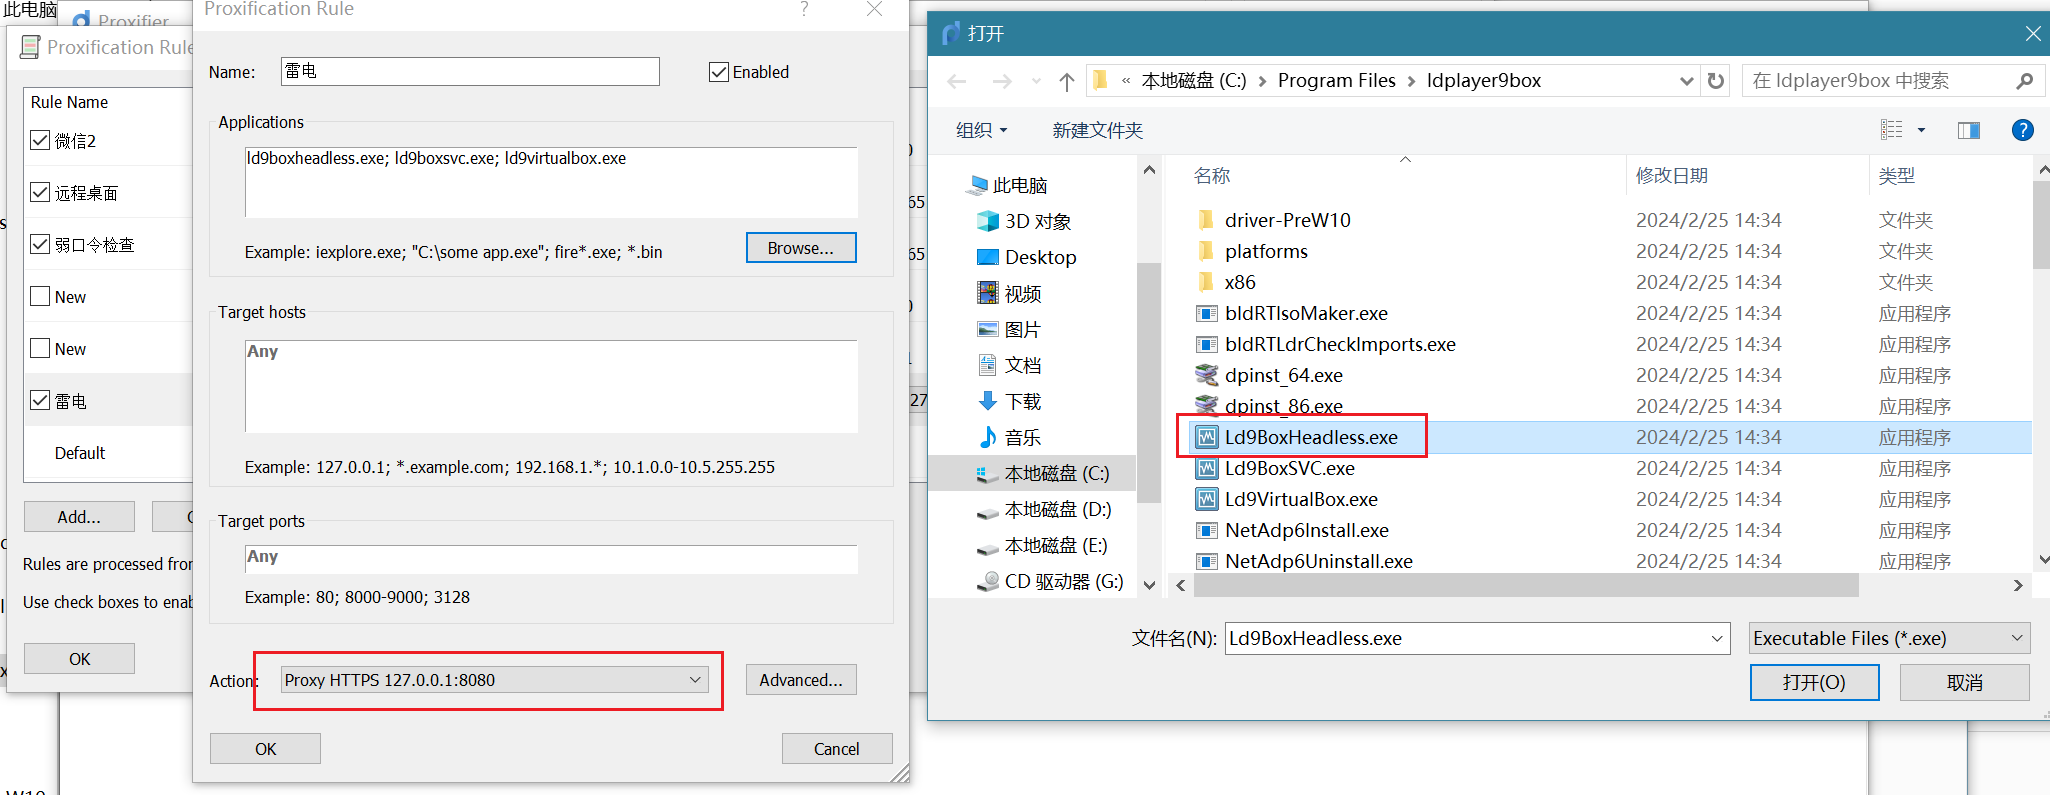 此电脑
Proxifier
Proxification Rule
Rule Name
微信2
远程桌面
弱口令检查
New
New
雷电
Default
Add...
Rules are processed from
Use check boxes to enab
OK
Proxification Rule
?
Name:
雷电
Enabled
Applications
ld9boxheadless.exe; ld9boxsvc.exe; ld9virtualbox.exe
Example: iexplore.exe; "C:\some app.exe"; fire*.exe; *.bin
Browse...
Target hosts
Any
Example: 127.0.0.1; *.example.com; 192.168.1.*; 10.1.0.0-10.5.255.255
Target ports
Any
Example: 80; 8000-9000; 3128
Action:
Proxy HTTPS 127.0.0.1:8080
Advanced...
OK
Cancel
65
65
27
打开
« 本地磁盘 (C:) › Program Files › ldplayer9box
在 ldplayer9box 中搜索
组织
新建文件夹
?
此电脑
3D 对象
Desktop
视频
图片
文档
下载
音乐
本地磁盘 (C:)
本地磁盘 (D:)
本地磁盘 (E:)
CD 驱动器 (G:)
名称 修改日期 类型
driver-PreW10 2024/2/25 14:34 文件夹
platforms 2024/2/25 14:34 文件夹
x86 2024/2/25 14:34 文件夹
bldRTIsoMaker.exe 2024/2/25 14:34 应用程序
bldRTLdrCheckImports.exe 2024/2/25 14:34 应用程序
dpinst_64.exe 2024/2/25 14:34 应用程序
dpinst_86.exe 2024/2/25 14:34 应用程序
Ld9BoxHeadless.exe 2024/2/25 14:34 应用程序
Ld9BoxSVC.exe 2024/2/25 14:34 应用程序
Ld9VirtualBox.exe 2024/2/25 14:34 应用程序
NetAdp6Install.exe 2024/2/25 14:34 应用程序
NetAdp6Uninstall.exe 2024/2/25 14:34 应用程序
文件名(N):
Ld9BoxHeadless.exe
Executable Files (*.exe)
打开(O)
取消